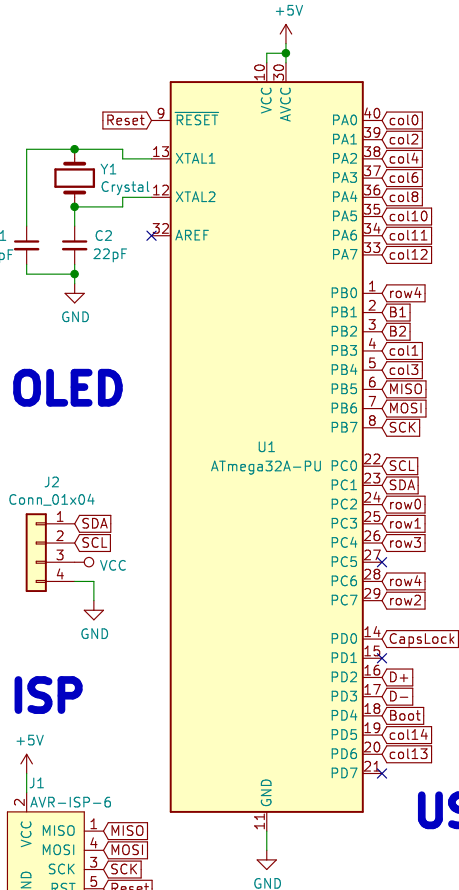 +5V
10
30
VCC
AVCC
Reset
9
RESET
PA0
40
col0
PA1
39
col2
13
XTAL1
PA2
38
col4
Y1
Crystal
PA3
37
col6
12
XTAL2
PA4
36
col8
PA5
35
col10
32
AREF
PA6
34
col11
PA7
33
col12
C2
22pF
GND
PB0
1
row4
PB1
2
B1
PB2
3
B2
PB3
4
col1
PB4
5
col3
PB5
6
MISO
PB6
7
MOSI
PB7
8
SCK
OLED
U1
ATmega32A-PU
PC0
22
SCL
PC1
23
SDA
PC2
24
row0
PC3
25
row1
PC4
26
row3
PC5
27
PC6
28
row4
PC7
29
row2
J2
Conn_01x04
1
SDA
2
SCL
3
VCC
4
GND
PD0
14
CapsLock
PD1
15
PD2
16
D+
PD3
17
D-
PD4
18
Boot
PD5
19
col14
PD6
20
col13
PD7
21
GND
11
GND
ISP
+5V
J1
AVR-ISP-6
2
VCC
MISO
1
MISO
MOSI
4
MOSI
SCK
3
SCK
RST
5
Reset